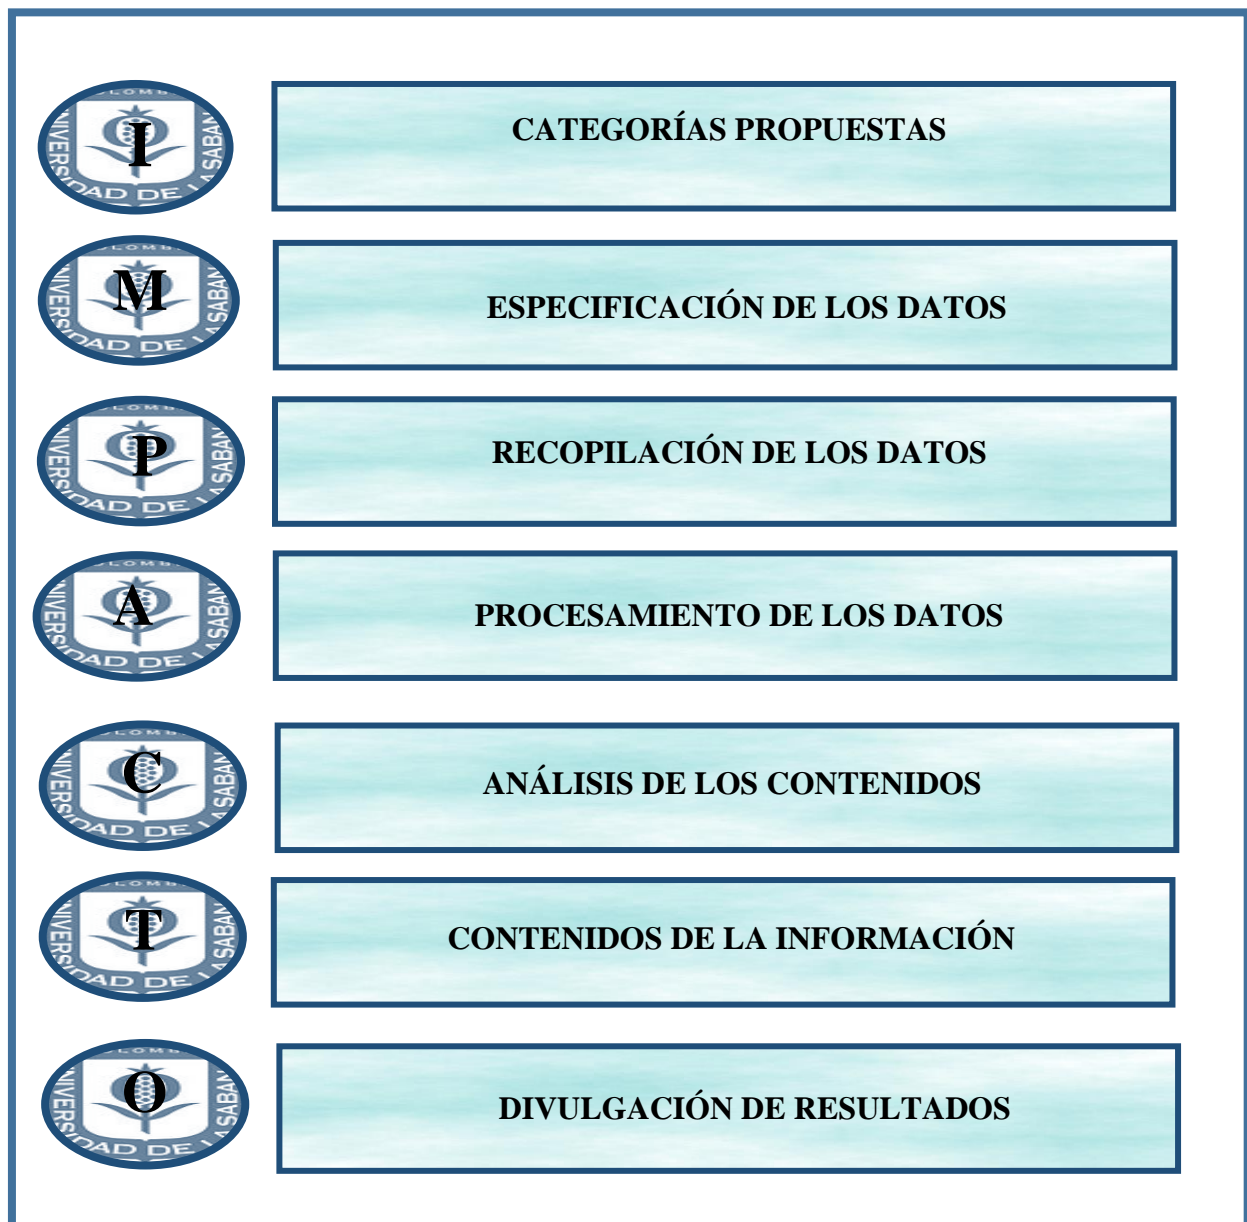 I
CATEGORÍAS PROPUESTAS
M
ESPECIFICACIÓN DE LOS DATOS
P
RECOPILACIÓN DE LOS DATOS
A
PROCESAMIENTO DE LOS DATOS
C
ANÁLISIS DE LOS CONTENIDOS
T
CONTENIDOS DE LA INFORMACIÓN
O
DIVULGACIÓN DE RESULTADOS